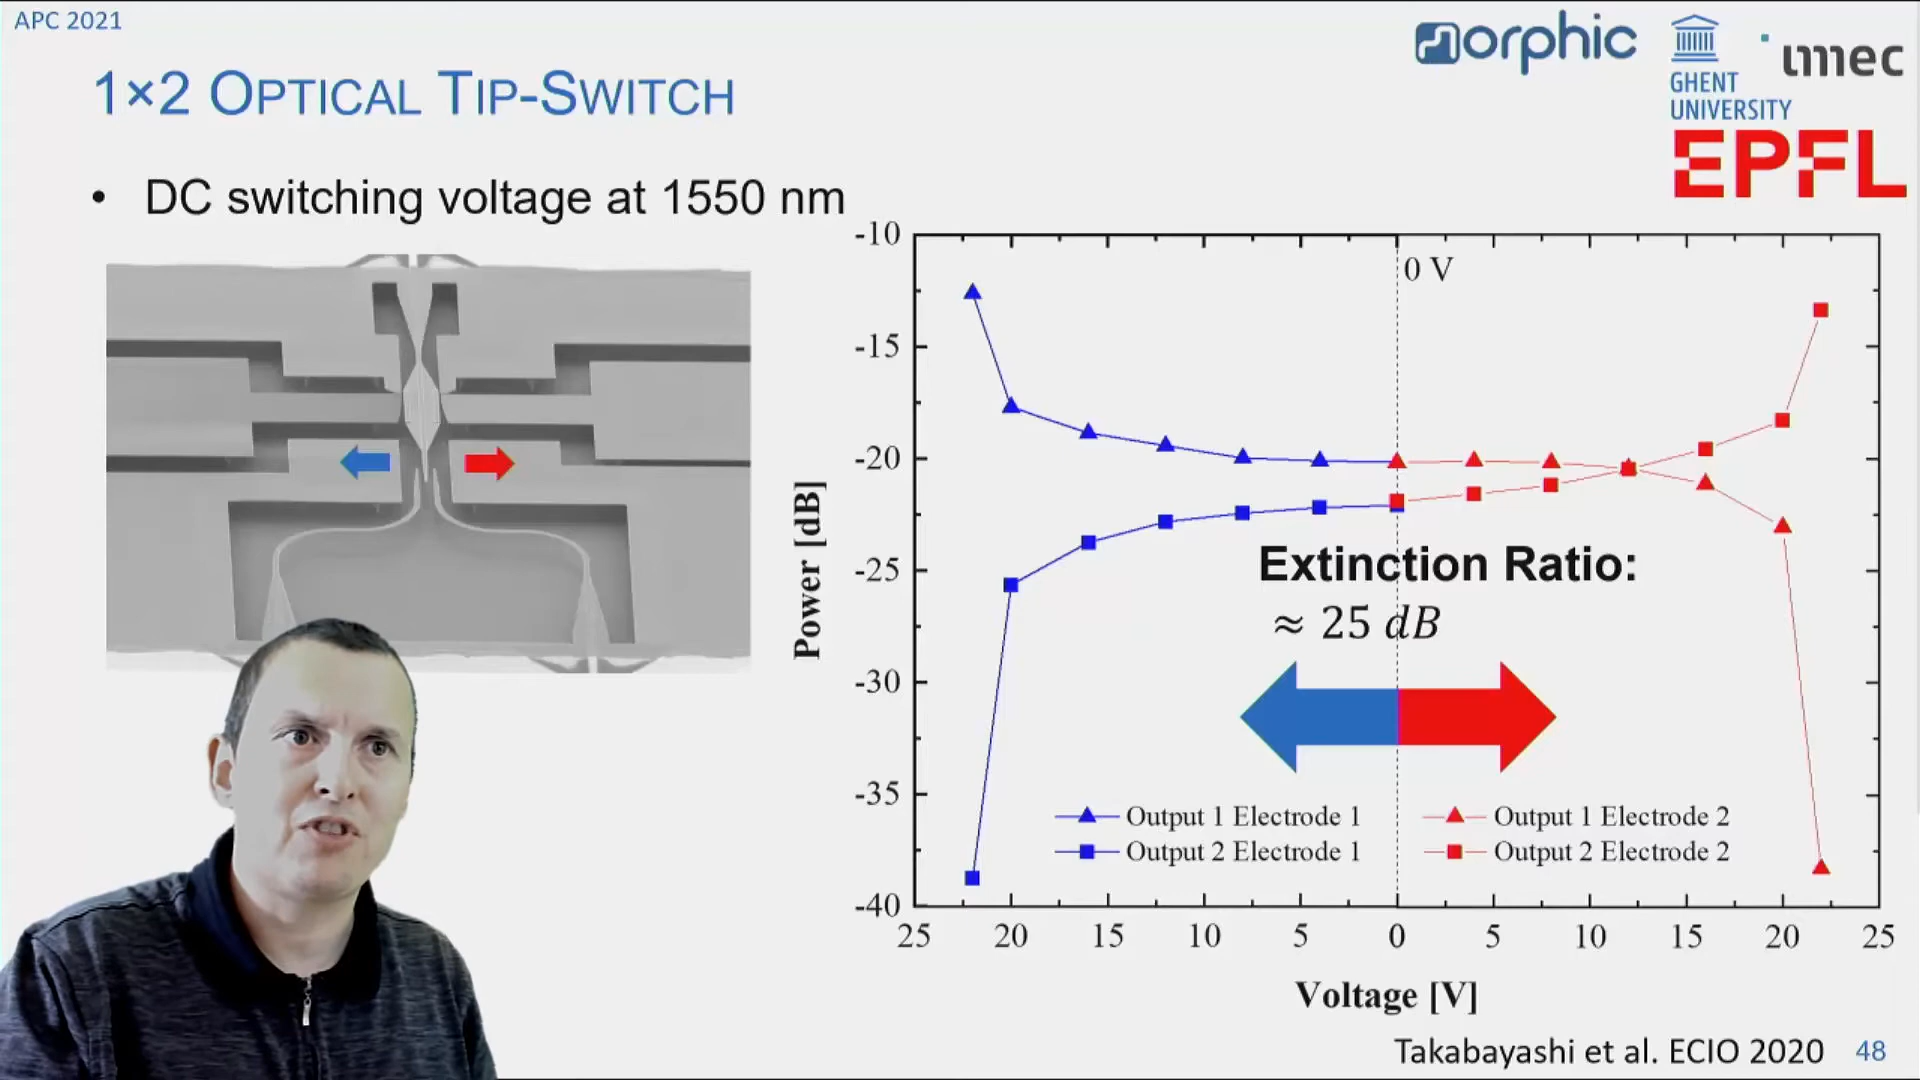 APC 2021
morphic
GHENT
UNIVERSITY
imec
EPFL
1×2 OPTICAL TIP-SWITCH
• DC switching voltage at 1550 nm
-10
-15
-20
-25
-30
-35
-40
Power [dB]
0 V
Extinction Ratio:
≈ 25 dB
Output 1 Electrode 1
Output 2 Electrode 1
Output 1 Electrode 2
Output 2 Electrode 2
25 20 15 10 5 0 5 10 15 20 25
Voltage [V]
Takabayashi et al. ECIO 2020 48